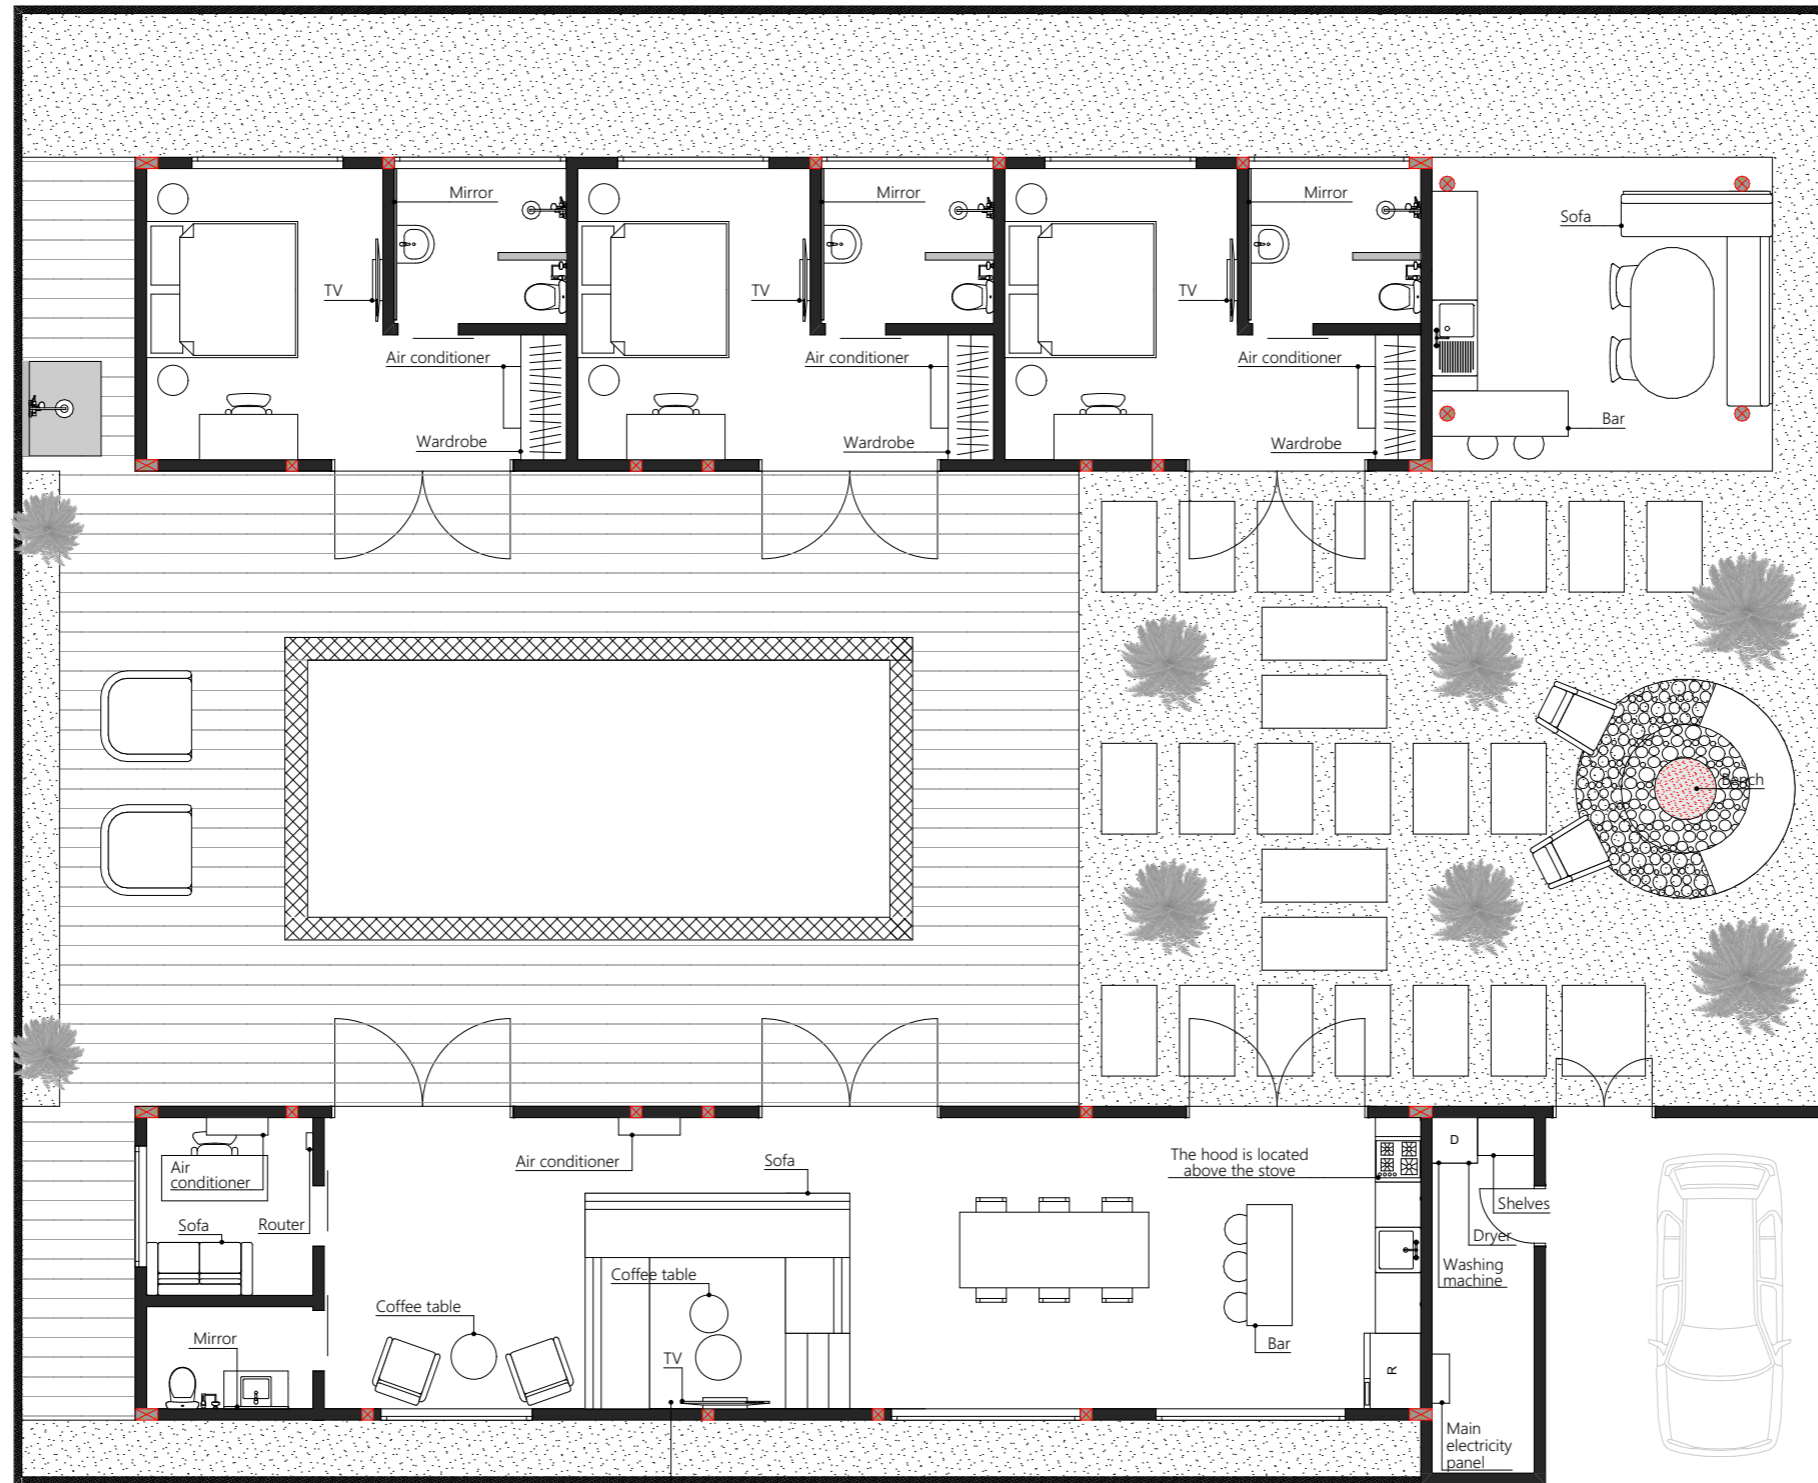 Mirror
Mirror
Mirror
Sofa
TV
TV
TV
Air conditioner
Air conditioner
Air conditioner
Wardrobe
Wardrobe
Wardrobe
Bar
Bench
Air
conditioner
Router
Sofa
Air conditioner
Sofa
The hood is located
above the stove
D
Shelves
Dryer
Washing
machine
Coffee table
Coffee table
Mirror
TV
Bar
R
Main
electricity
panel